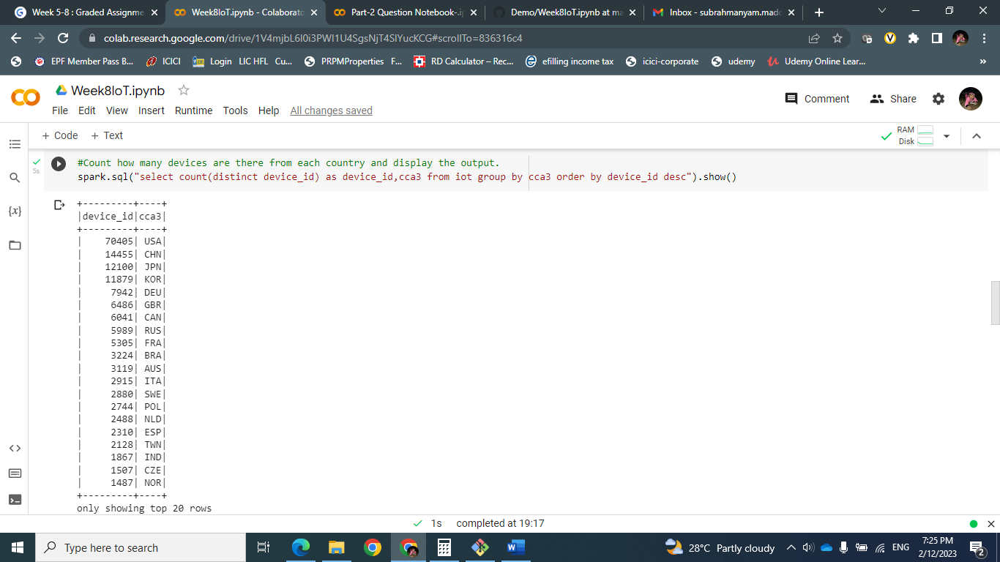 Week 5-8 : Graded Assignme
Week8IoT.ipynb - Colaborato
Part-2 Question Notebook-.i
Demo/Week8IoT.ipynb at ma
Inbox - subrahmanyam.mado
colab.research.google.com/drive/1V4mjbL6I0i3PWI1U4SgsNjT4SlYucKCG#scrollTo=836316c4
EPF Member Pass B...
ICICI
Login
LIC HFL Cu...
PRPMProperties F...
RD Calculator – Rec...
efilling income tax
icici-corporate
udemy
Udemy Online Lear...
Week8IoT.ipynb
File Edit View Insert Runtime Tools Help All changes saved
Comment
Share
+ Code + Text
RAM
Disk
5s
#Count how many devices are there from each country and display the output.
spark.sql("select count(distinct device_id) as device_id,cca3 from iot group by cca3 order by device_id desc").show()
{x}
+---------+----+
|device_id|cca3|
+---------+----+
|    70405| USA|
|    14455| CHN|
|    12100| JPN|
|    11879| KOR|
|     7942| DEU|
|     6486| GBR|
|     6041| CAN|
|     5989| RUS|
|     5305| FRA|
|     3224| BRA|
|     3119| AUS|
|     2915| ITA|
|     2880| SWE|
|     2744| POL|
|     2488| NLD|
|     2310| ESP|
|     2128| TWN|
|     1867| IND|
|     1507| CZE|
|     1487| NOR|
+---------+----+
only showing top 20 rows
1s completed at 19:17
Type here to search
28°C Partly cloudy
ENG
7:25 PM
2/12/2023
2